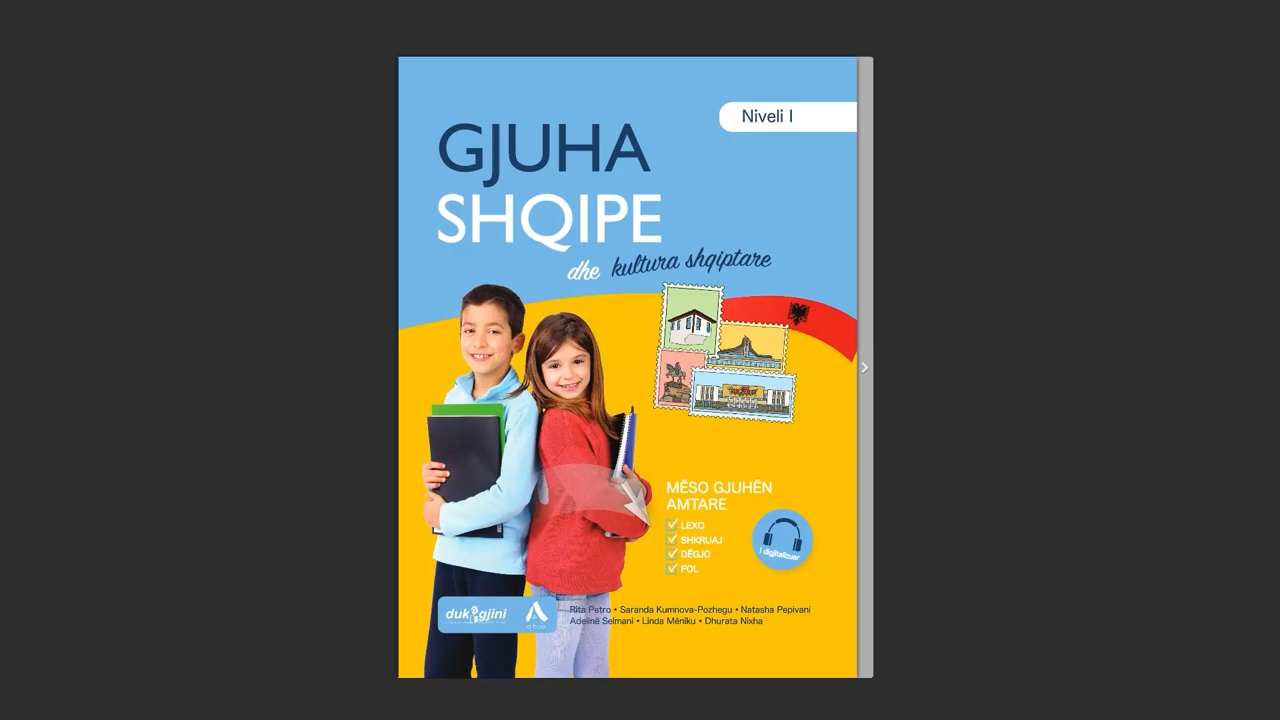 Niveli I
GJUHA
SHQIPE
dhe kultura shqiptare
MËSO GJUHËN
AMTARE
LEXO
SHKRUAJ
DËGJO
FOL
I digjitalizuar
dukagjini
Rita Petro • Saranda Kumnova-Pozhegu • Natasha Pepivani
Adelinë Selmani • Linda Mëniku • Dhurata Nixha